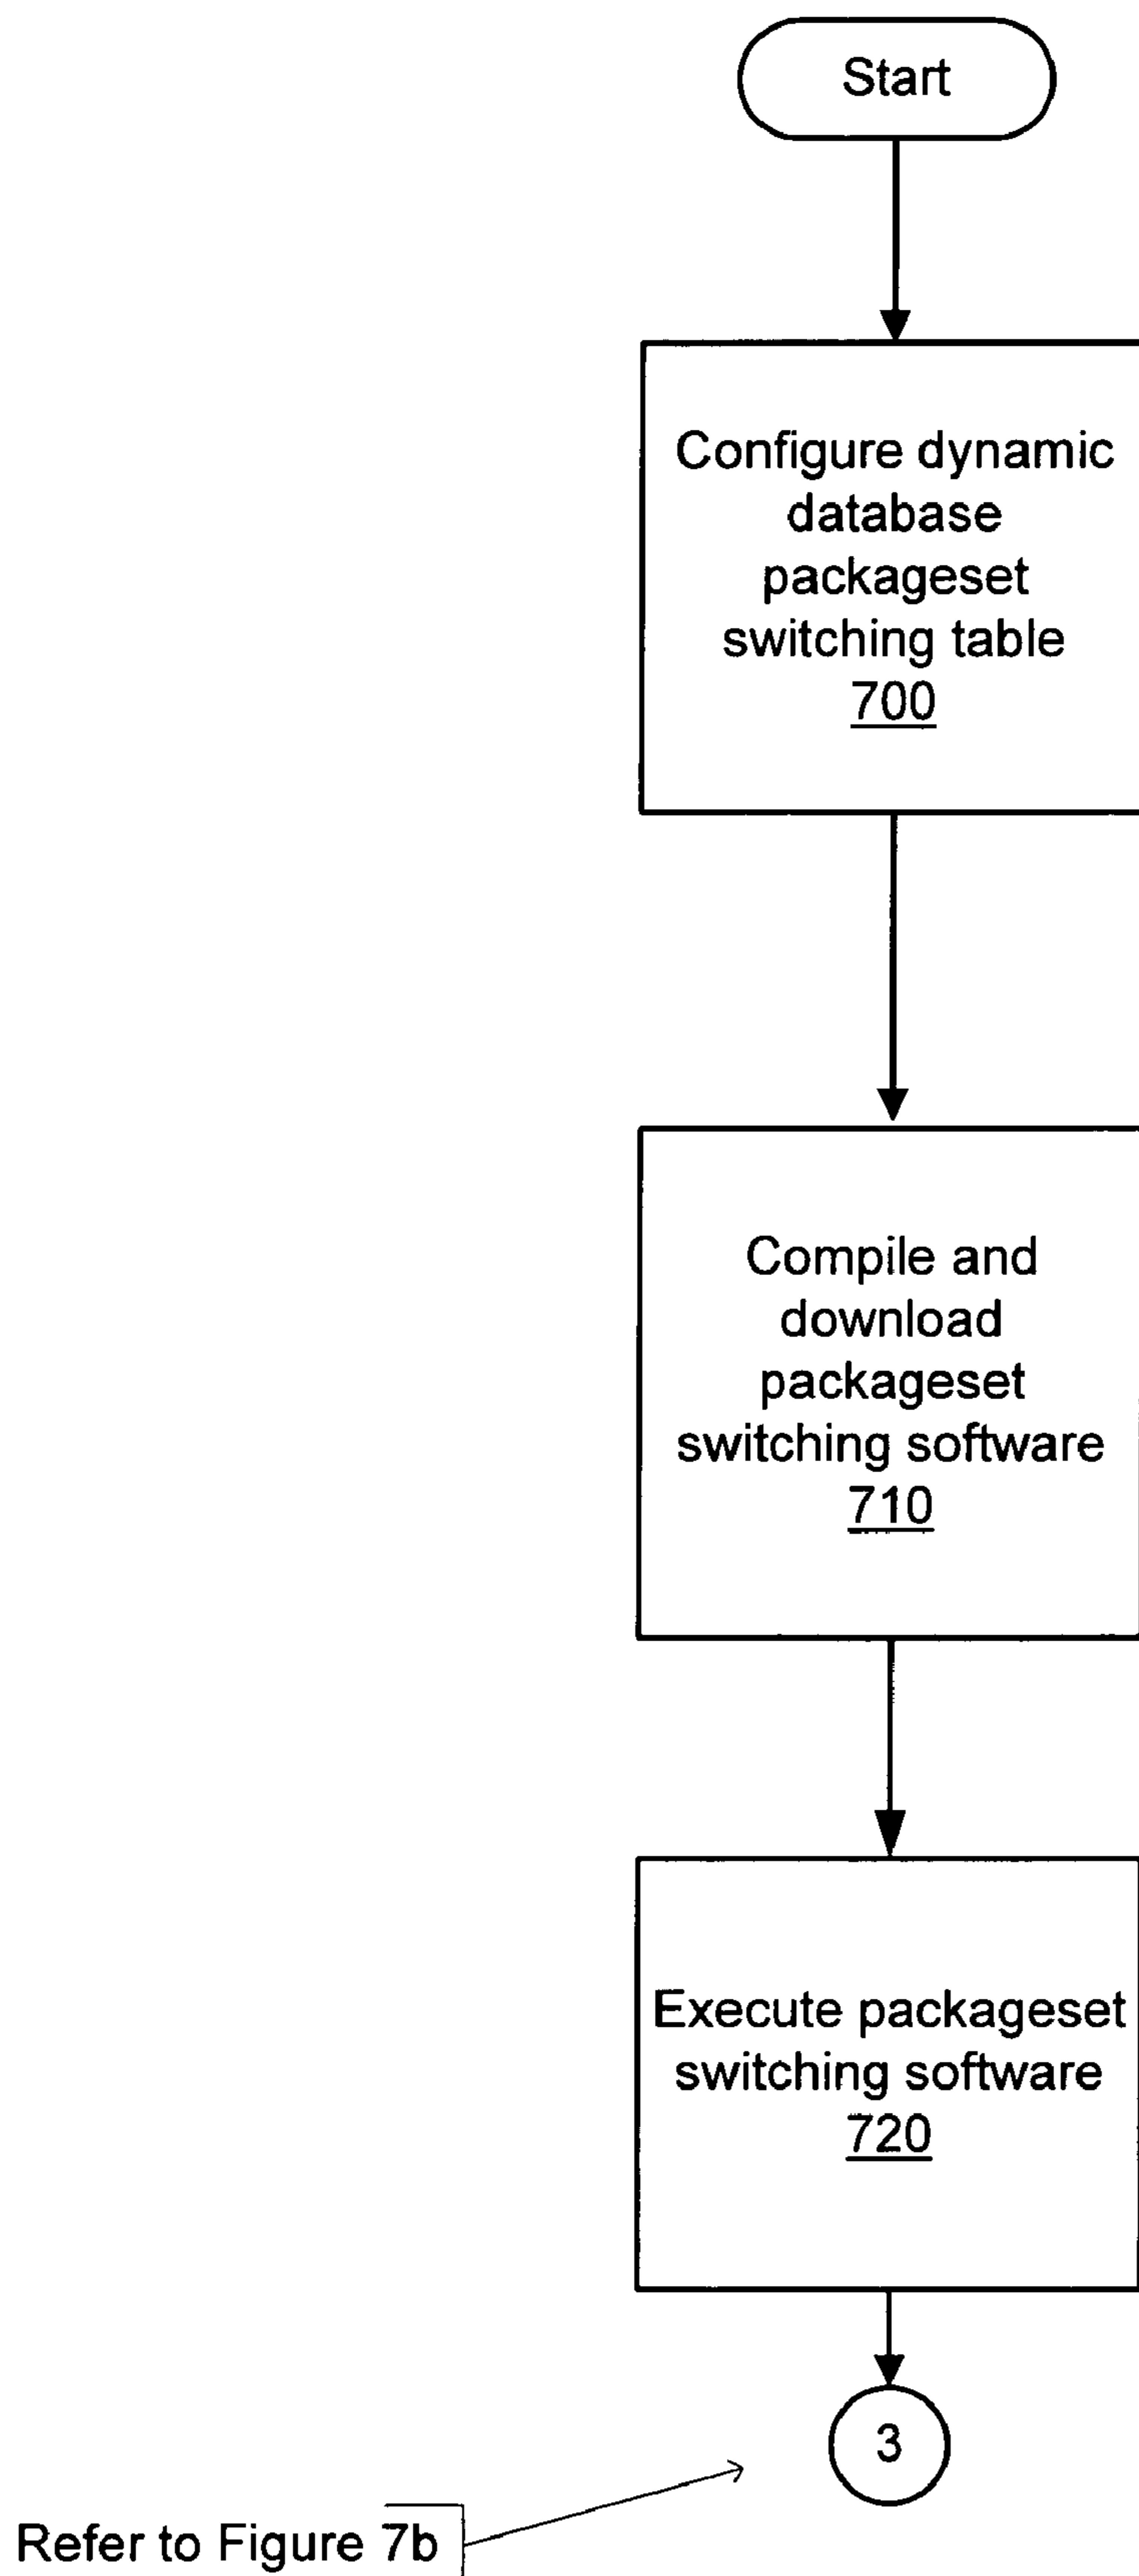 Start
Configure dynamic
database
packageset
switching table
700
Compile and
download
packageset
switching software
710
Execute packageset
switching software
720
3
Refer to Figure 7b